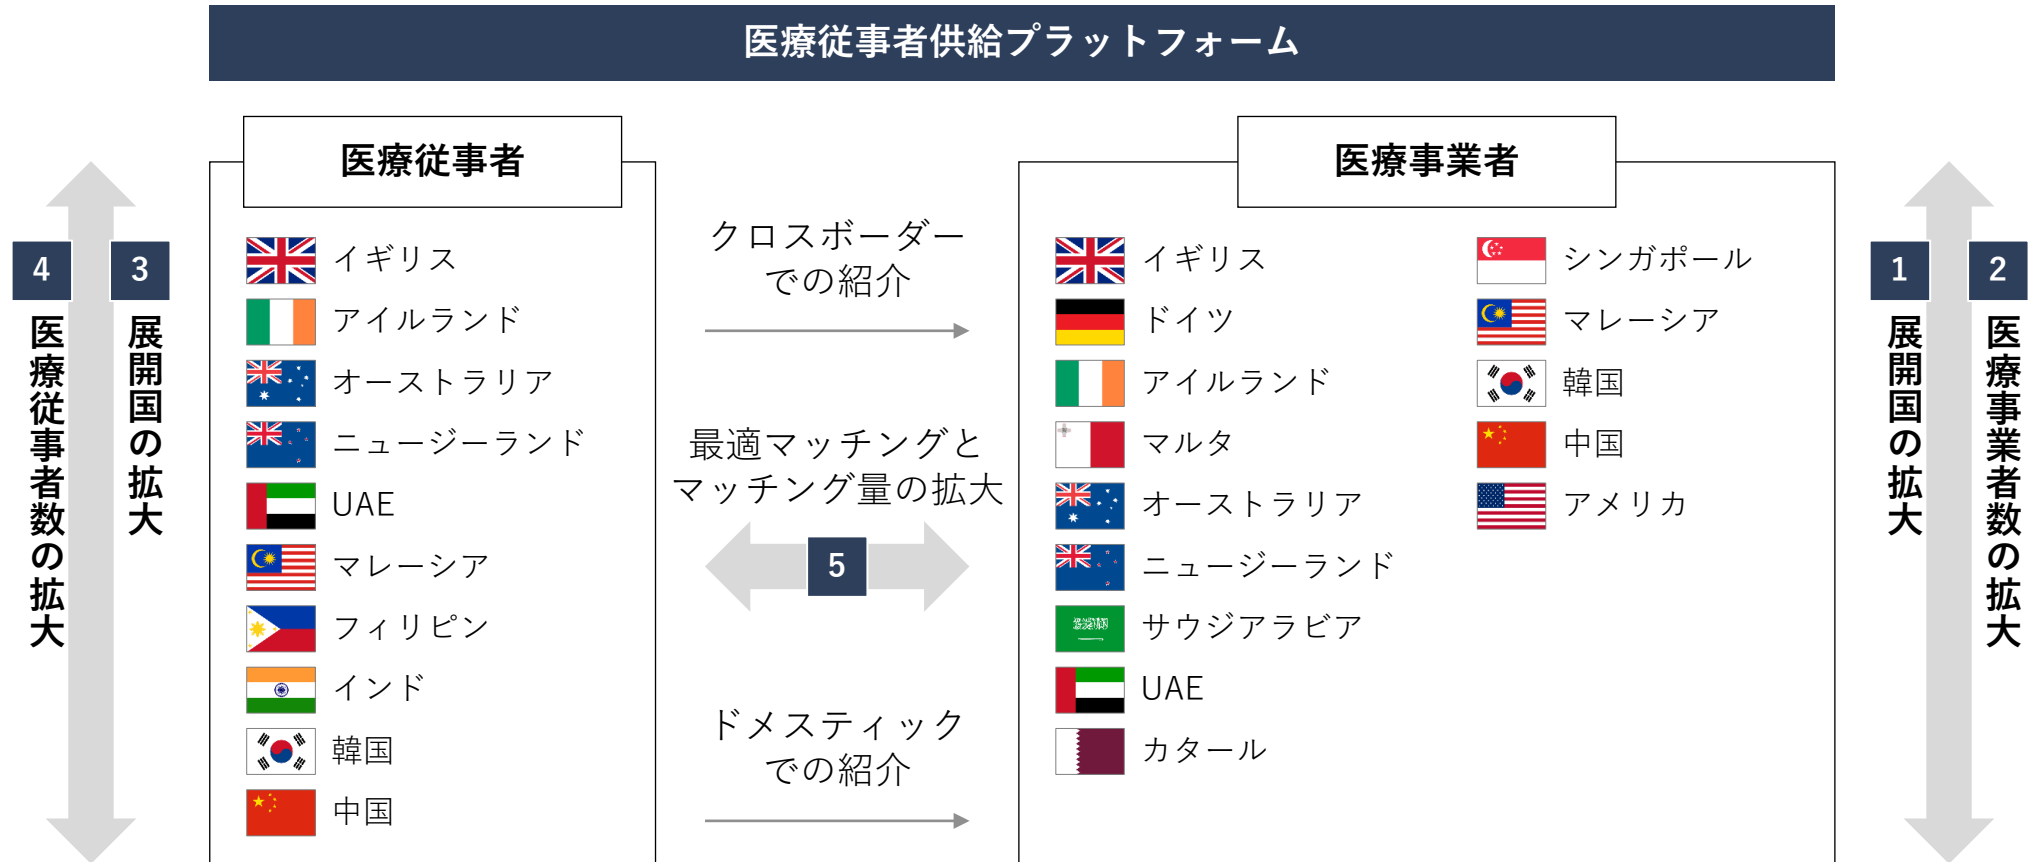 医療従事者供給プラットフォーム
医療従事者
イギリス
アイルランド
オーストラリア
ニュージーランド
UAE
マレーシア
フィリピン
インド
韓国
中国
4
医療従事者数の拡大
3
展開国の拡大
クロスボーダー
での紹介
最適マッチングと
マッチング量の拡大
5
ドメスティック
での紹介
医療事業者
イギリス
ドイツ
アイルランド
マルタ
オーストラリア
ニュージーランド
サウジアラビア
UAE
カタール
シンガポール
マレーシア
韓国
中国
アメリカ
1
展開国の拡大
2
医療事業者数の拡大